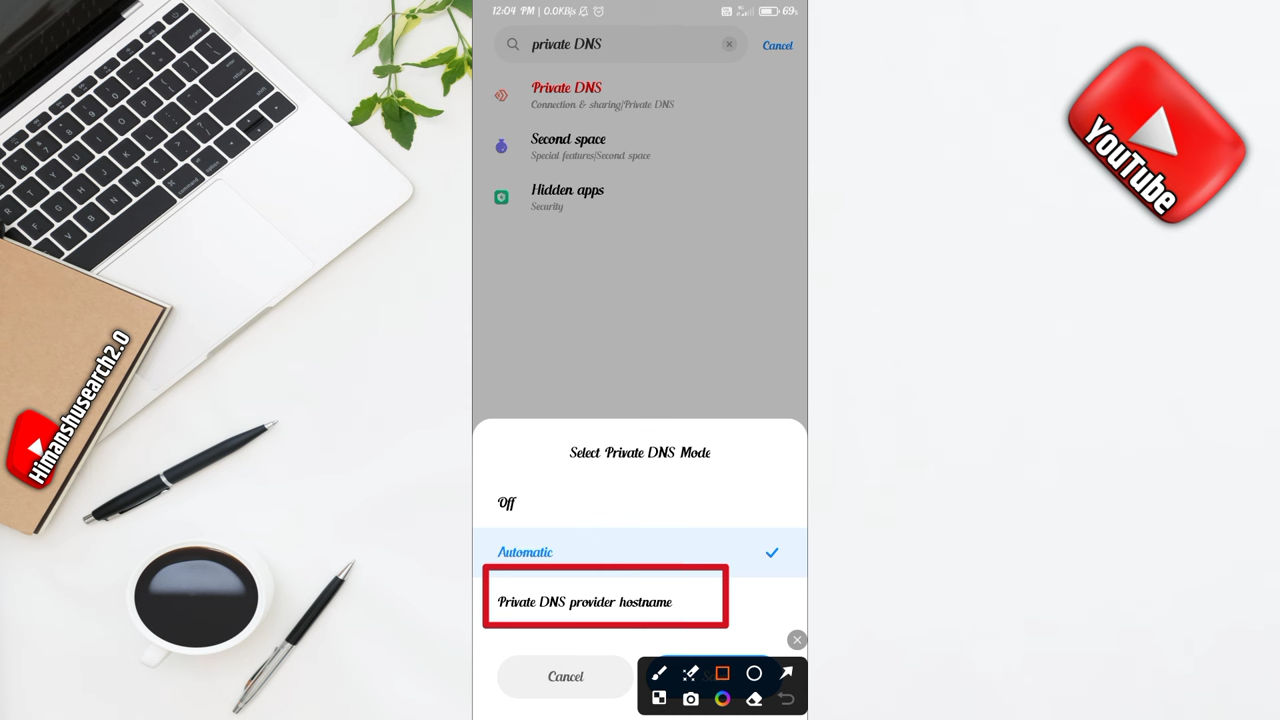 12:04 PM | 0.0KB/s
69%
private DNS
Cancel
Private DNS
Connection & sharing/Private DNS
Second space
Special features/Second space
Hidden apps
Security
Select Private DNS Mode
Off
Automatic
Private DNS provider hostname
Cancel
YouTube
Himanshusearch2.0